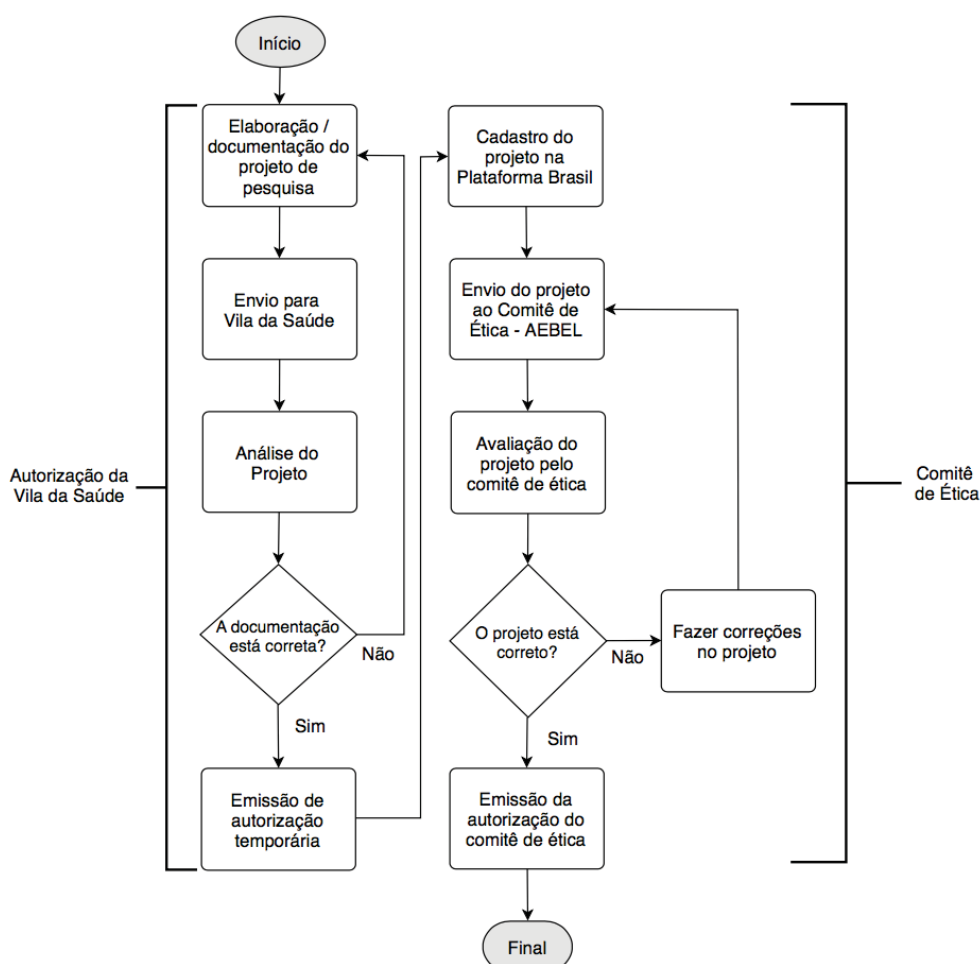 Início
Elaboração /
documentação do
projeto de
pesquisa
Envio para
Vila da Saúde
Análise do
Projeto
Autorização da
Vila da Saúde
A documentação
está correta?
Não
Sim
Emissão de
autorização
temporária
Cadastro do
projeto na
Plataforma Brasil
Envio do projeto
ao Comitê de
Ética - AEBEL
Avaliação do
projeto pelo
comitê de ética
O projeto está
correto?
Não
Fazer correções
no projeto
Sim
Emissão da
autorização do
comitê de ética
Comitê
de Ética
Final